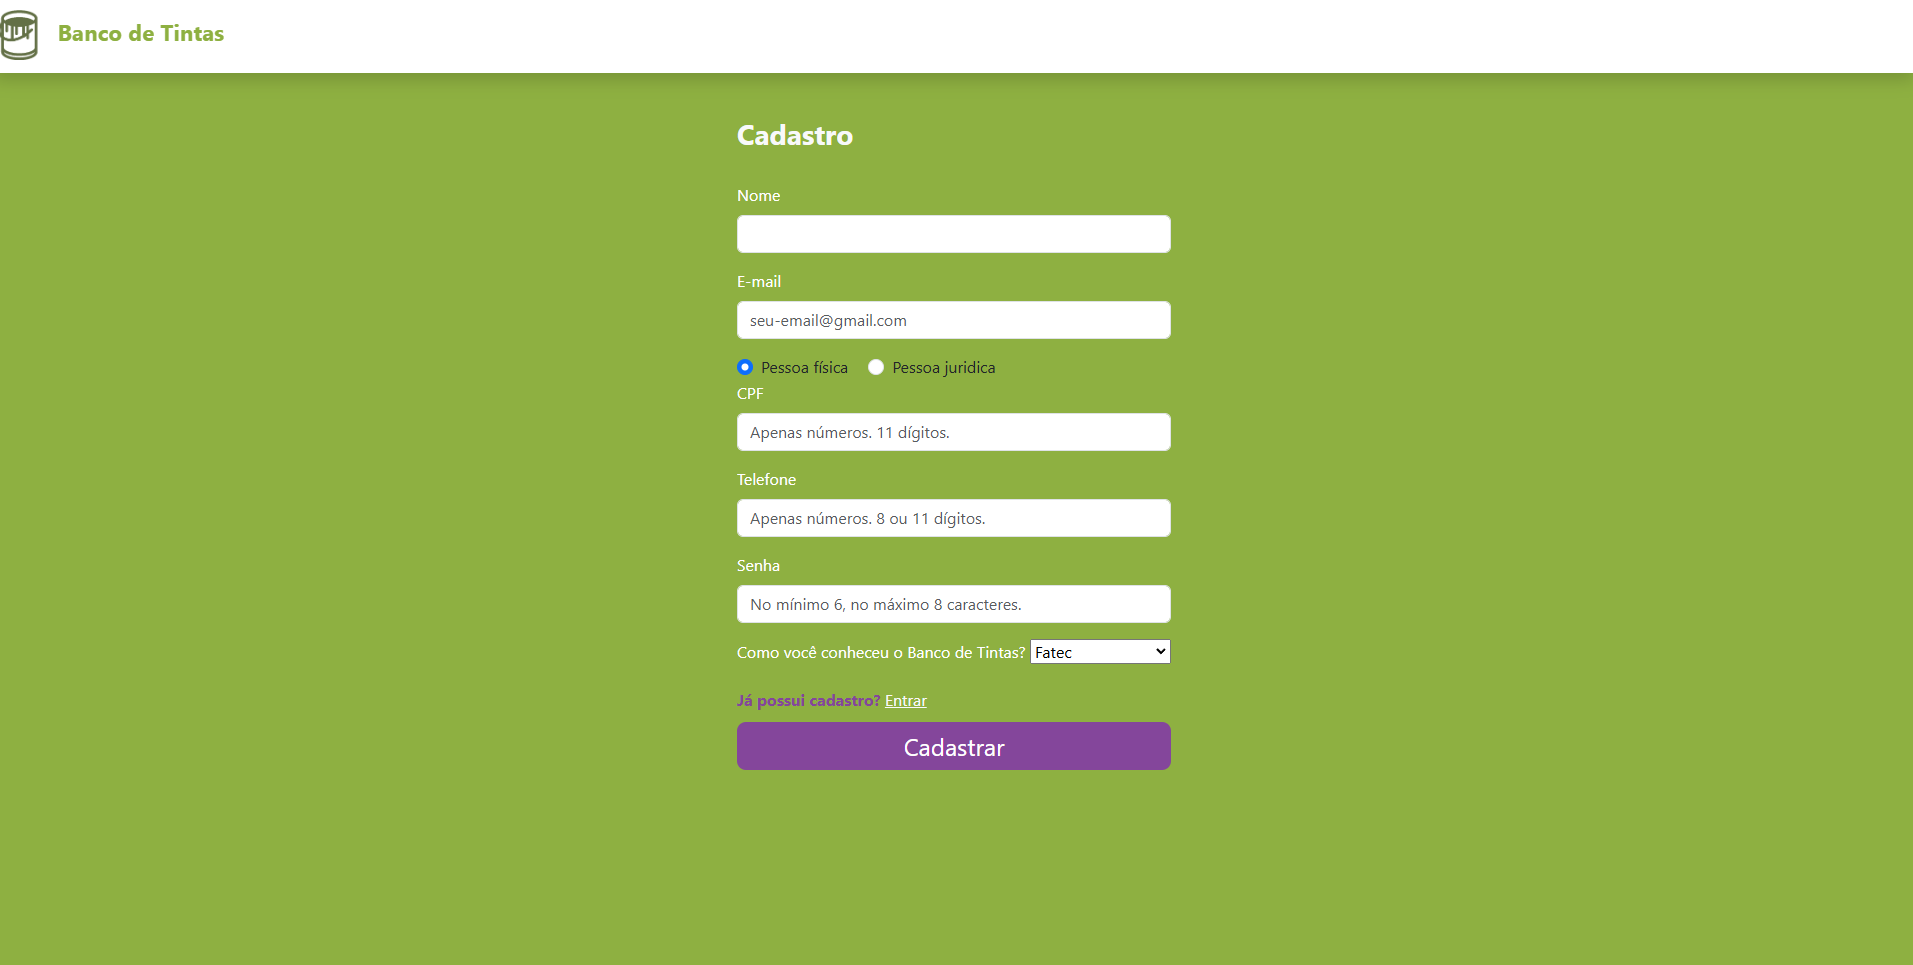 Banco de Tintas
Cadastro
Nome
E-mail
seu-email@gmail.com
Pessoa física Pessoa juridica
CPF
Apenas números. 11 dígitos.
Telefone
Apenas números. 8 ou 11 dígitos.
Senha
No mínimo 6, no máximo 8 caracteres.
Como você conheceu o Banco de Tintas? Fatec
Já possui cadastro? Entrar
Cadastrar